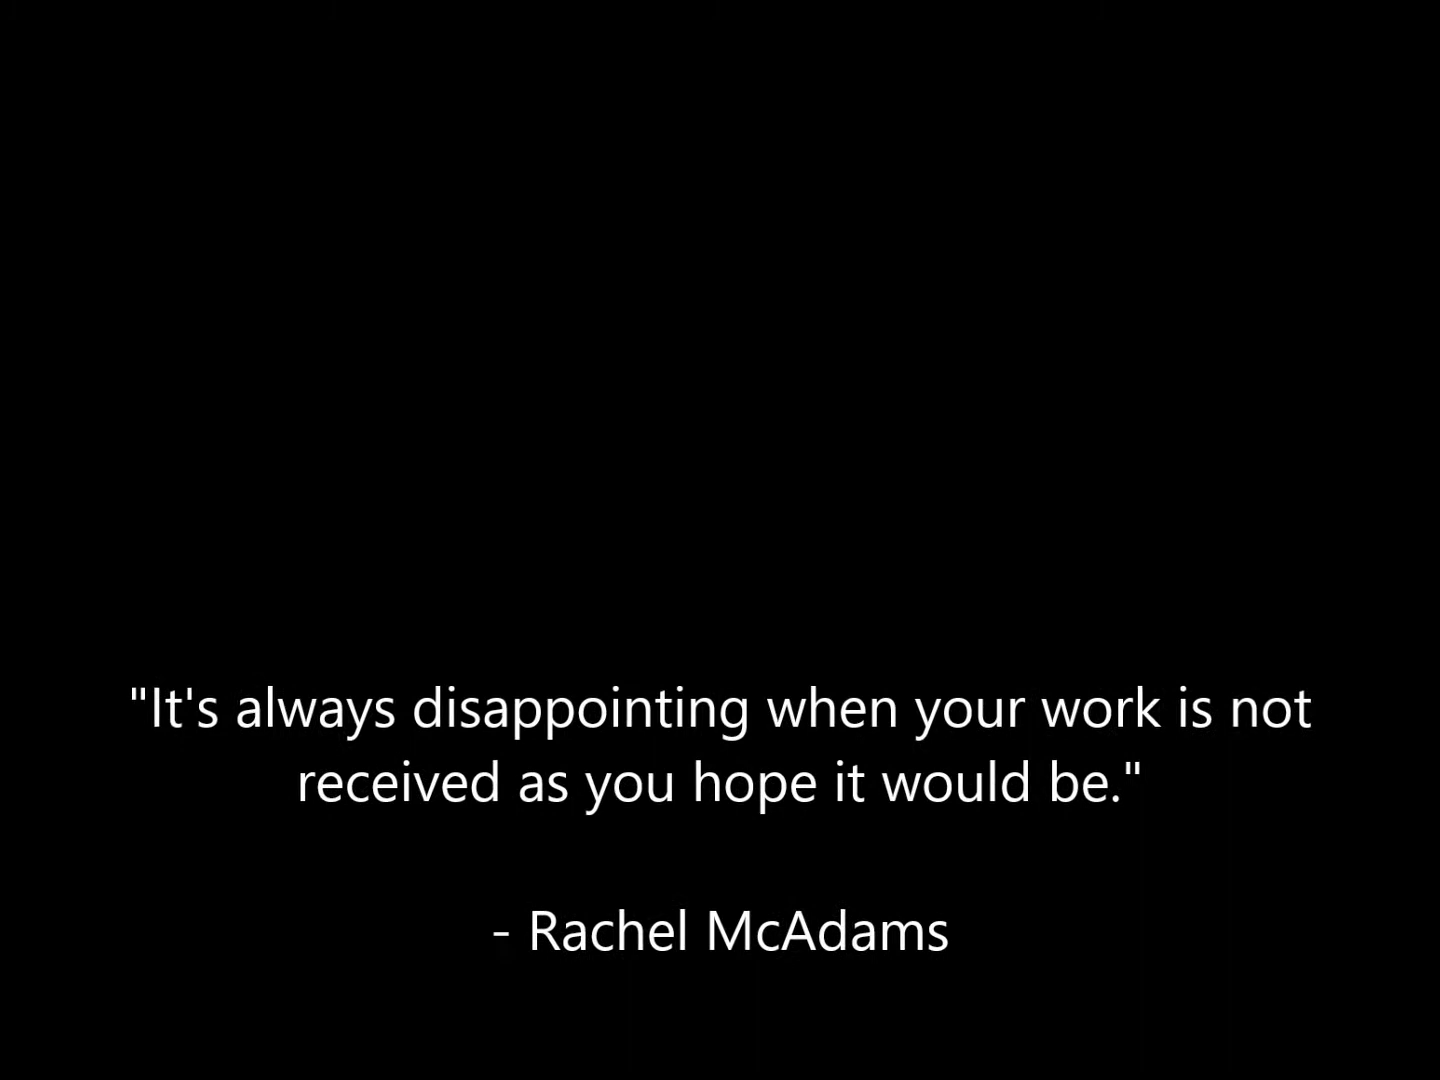 "It's always disappointing when your work is not
received as you hope it would be."
- Rachel McAdams